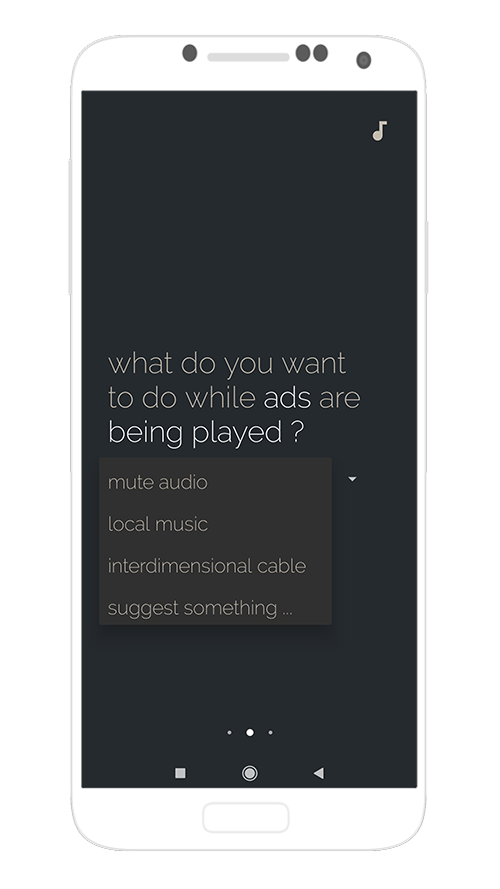 what do you want
to do while ads are
being played ?
mute audio
local music
interdimensional cable
suggest something ...